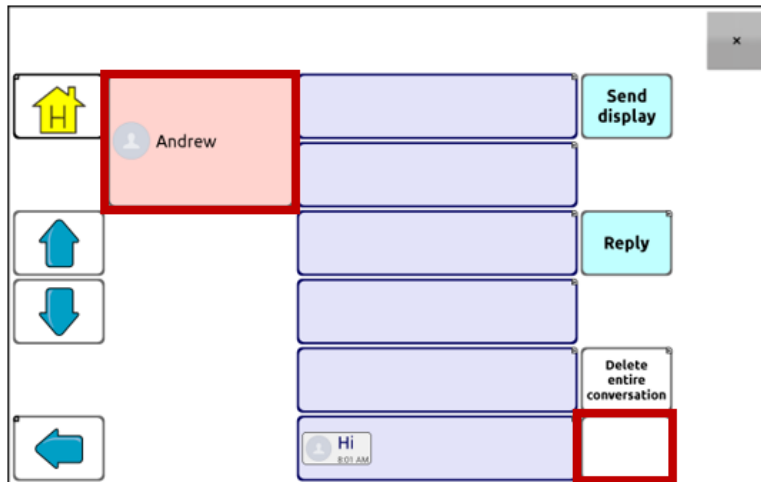 ×
H
Send
display
Andrew
Reply
Delete
entire
conversation
Hi
8:01 AM